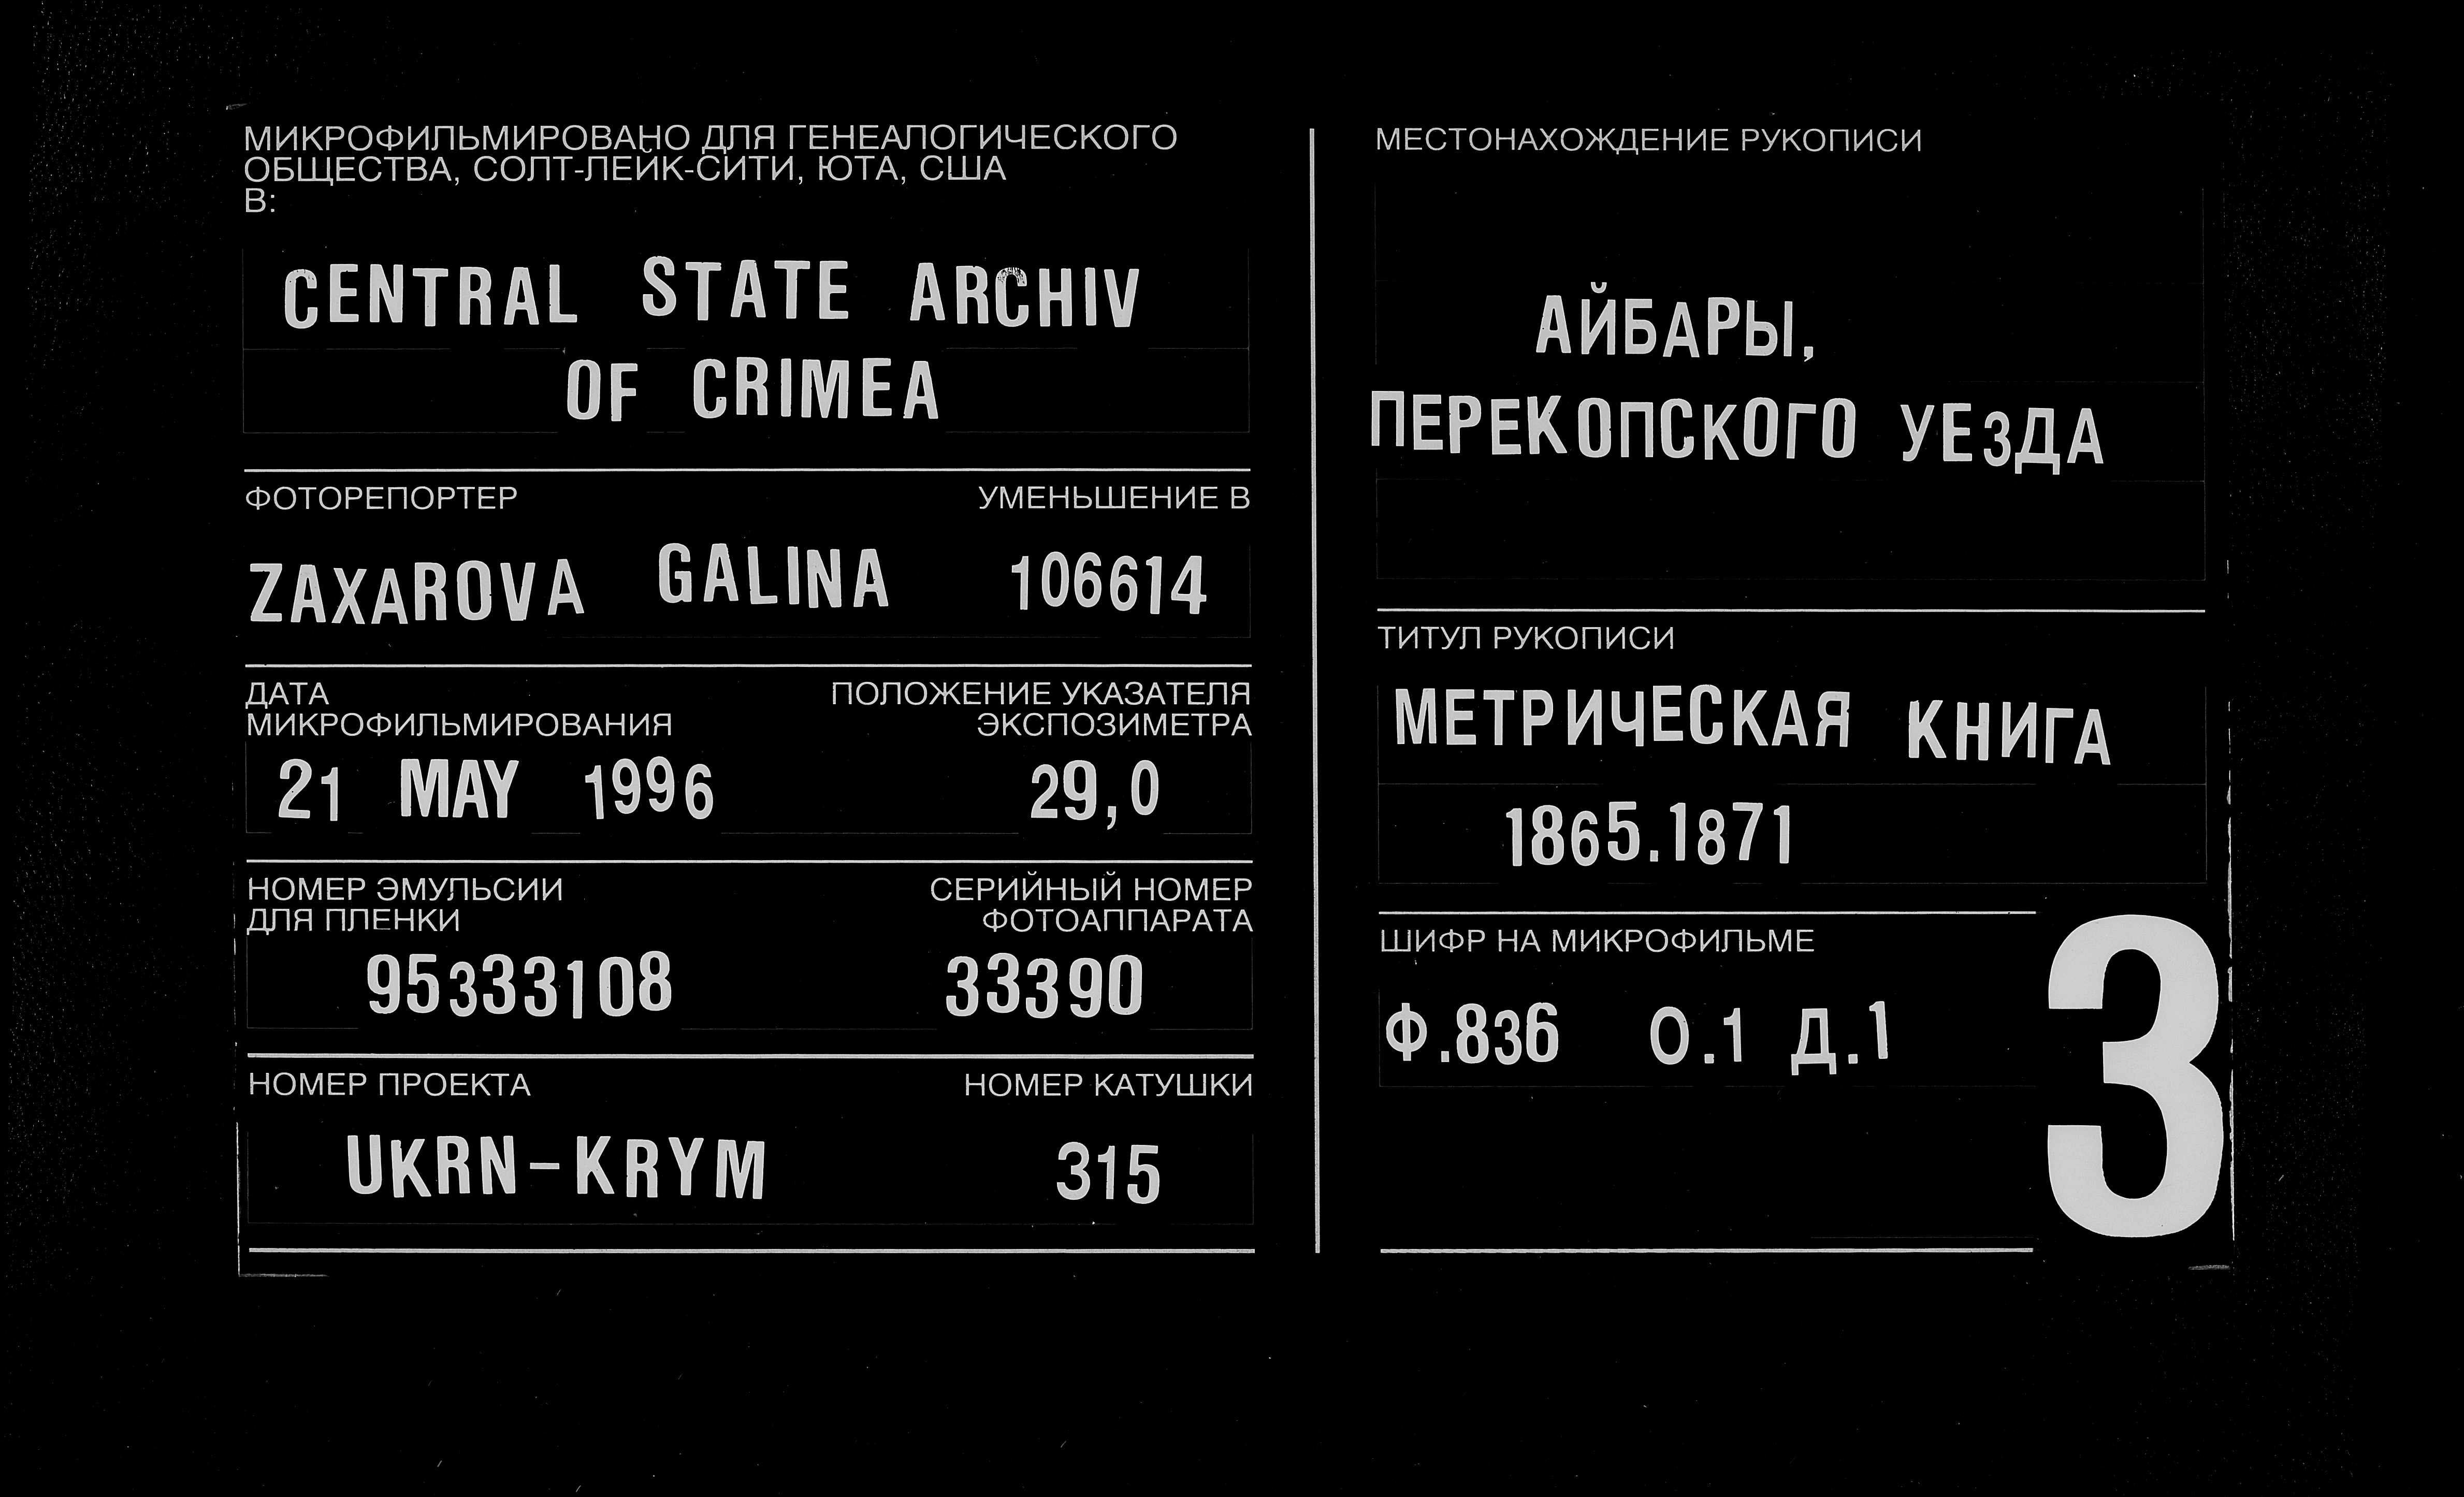 МИКРОФИЛЬМИРОВАНО ДЛЯ ГЕНЕАЛОГИЧЕСКОГО
ОБЩЕСТВА, СОЛТ-ЛЕЙК-СИТИ, ЮТА, США
В:
CENTRAL STATE ARCHIV
OF CRIMEA
ФОТОРЕПОРТЕР УМЕНЬШЕНИЕ В
ZAXAROVA GALINA 106614
ДАТА ПОЛОЖЕНИЕ УКАЗАТЕЛЯ
МИКРОФИЛЬМИРОВАНИЯ ЭКСПОЗИМЕТРА
21 MAY 1996 29,0
НОМЕР ЭМУЛЬСИИ СЕРИЙНЫЙ НОМЕР
ДЛЯ ПЛЕНКИ ФОТОАППАРАТА
95333108 33390
НОМЕР ПРОЕКТА НОМЕР КАТУШКИ
UKRN-KRYM 315
МЕСТОНАХОЖДЕНИЕ РУКОПИСИ
АЙБАРЫ,
ПЕРЕКОПСКОГО УЕЗДА
ТИТУЛ РУКОПИСИ
МЕТРИЧЕСКАЯ КНИГА
1865.1871
ШИФР НА МИКРОФИЛЬМЕ
Ф.836 О.1 Д.1
3